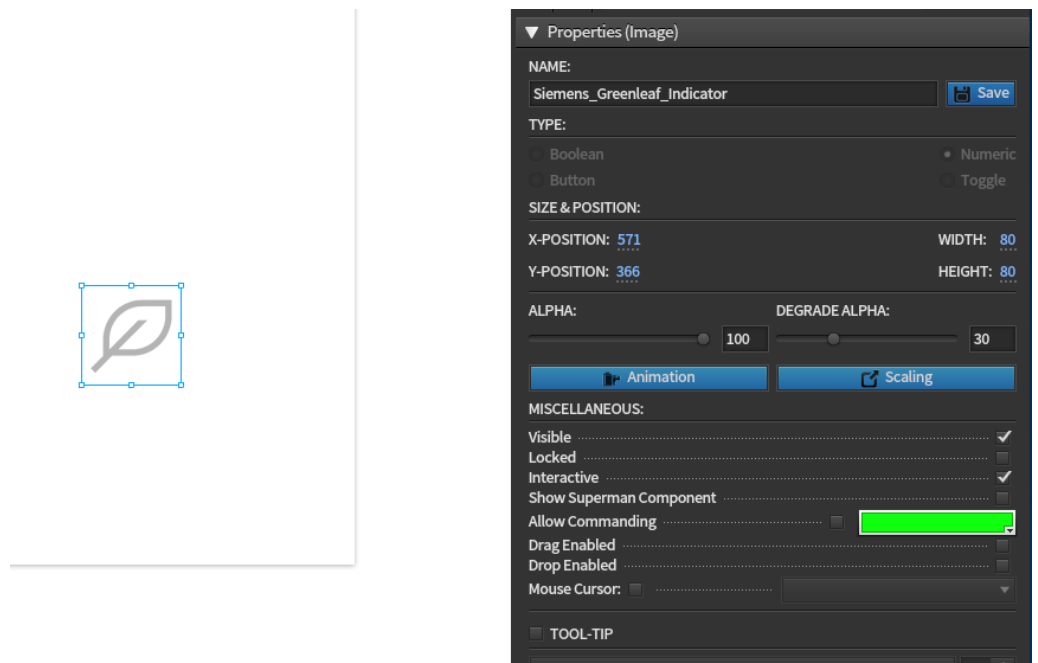 Properties (Image)
NAME:
Siemens_Greenleaf_Indicator Save
TYPE:
Boolean Numeric
Button Toggle
SIZE & POSITION:
X-POSITION: 571 WIDTH: 80
Y-POSITION: 366 HEIGHT: 80
ALPHA: DEGRADE ALPHA:
100 30
Animation Scaling
MISCELLANEOUS:
Visible
Locked
Interactive
Show Superman Component
Allow Commanding
Drag Enabled
Drop Enabled
Mouse Cursor:
TOOL-TIP